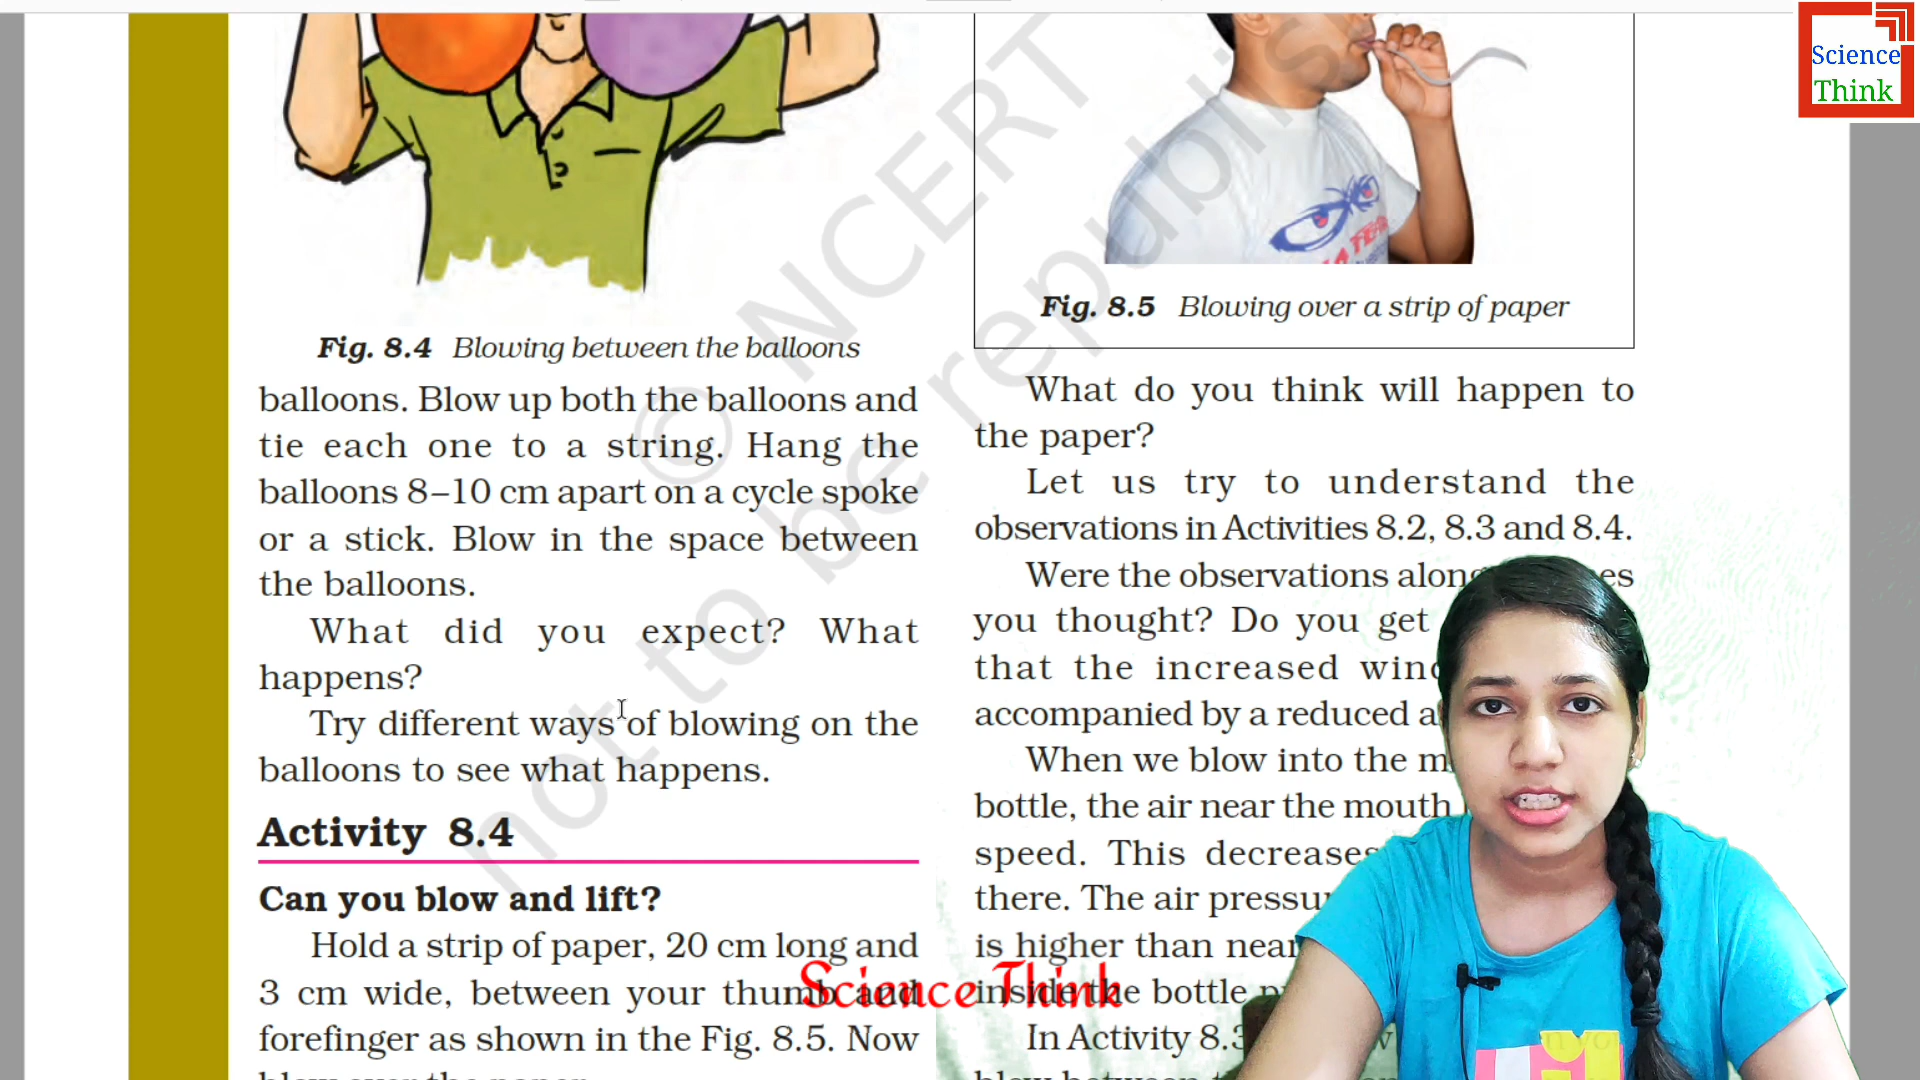 Science
Think
Fig. 8.4 Blowing between the balloons
balloons. Blow up both the balloons and
tie each one to a string. Hang the
balloons 8–10 cm apart on a cycle spoke
or a stick. Blow in the space between
the balloons.
What did you expect? What
happens?
Try different ways of blowing on the
balloons to see what happens.
Activity 8.4
Can you blow and lift?
Hold a strip of paper, 20 cm long and
3 cm wide, between your thumb and
forefinger as shown in the Fig. 8.5. Now
blow over the paper.
Fig. 8.5 Blowing over a strip of paper
What do you think will happen to
the paper?
Let us try to understand the
observations in Activities 8.2, 8.3 and 8.4.
Were the observations along
you thought? Do you get
that the increased
accompanied by a reduced
When we blow into the
bottle, the air near the mouth
speed. This decreases
there. The air
is higher than
inside the bottle
In Activity 8.3
© NCERT
not to be republis
Science Think